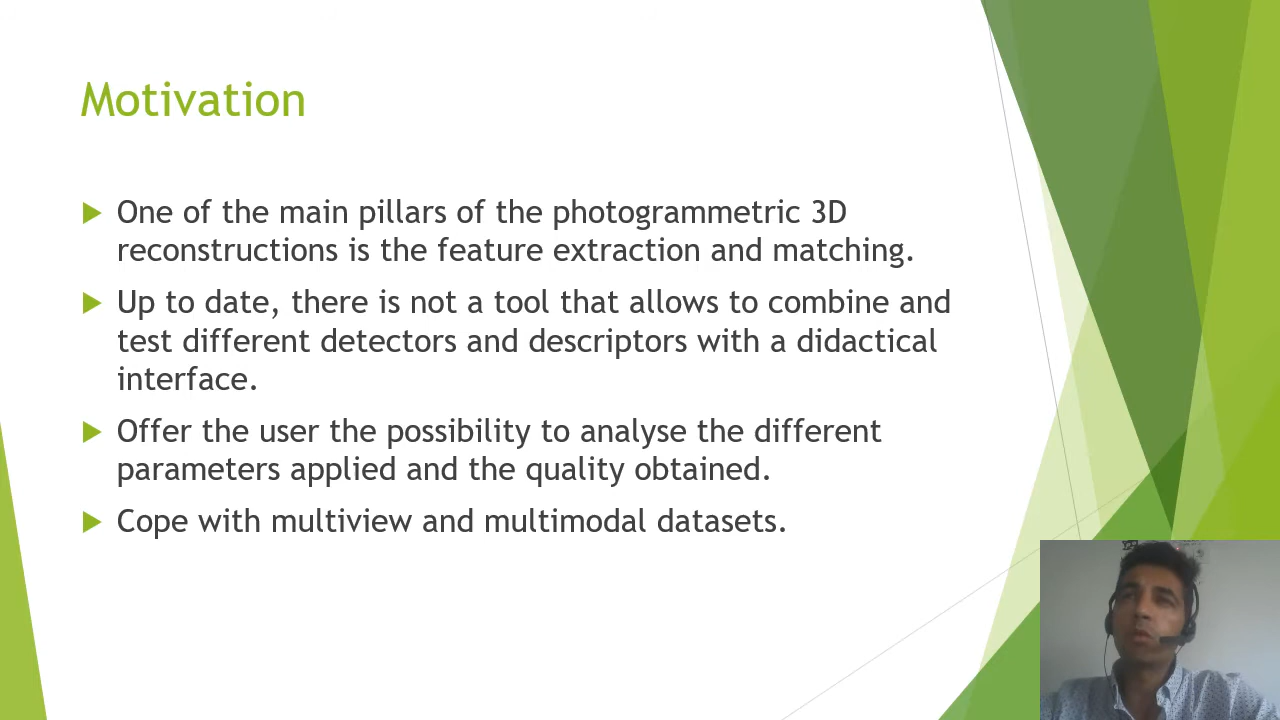 Motivation
One of the main pillars of the photogrammetric 3D
reconstructions is the feature extraction and matching.
Up to date, there is not a tool that allows to combine and
test different detectors and descriptors with a didactical
interface.
Offer the user the possibility to analyse the different
parameters applied and the quality obtained.
Cope with multiview and multimodal datasets.